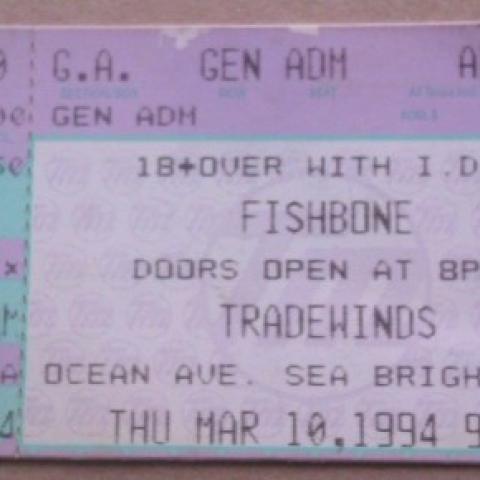 G.A. GEN ADM A
GEN ADM
18+OVER WITH I.D
FISHBONE
DOORS OPEN AT 8P
TRADEWINDS
OCEAN AVE. SEA BRIGH
THU MAR 10,1994 9